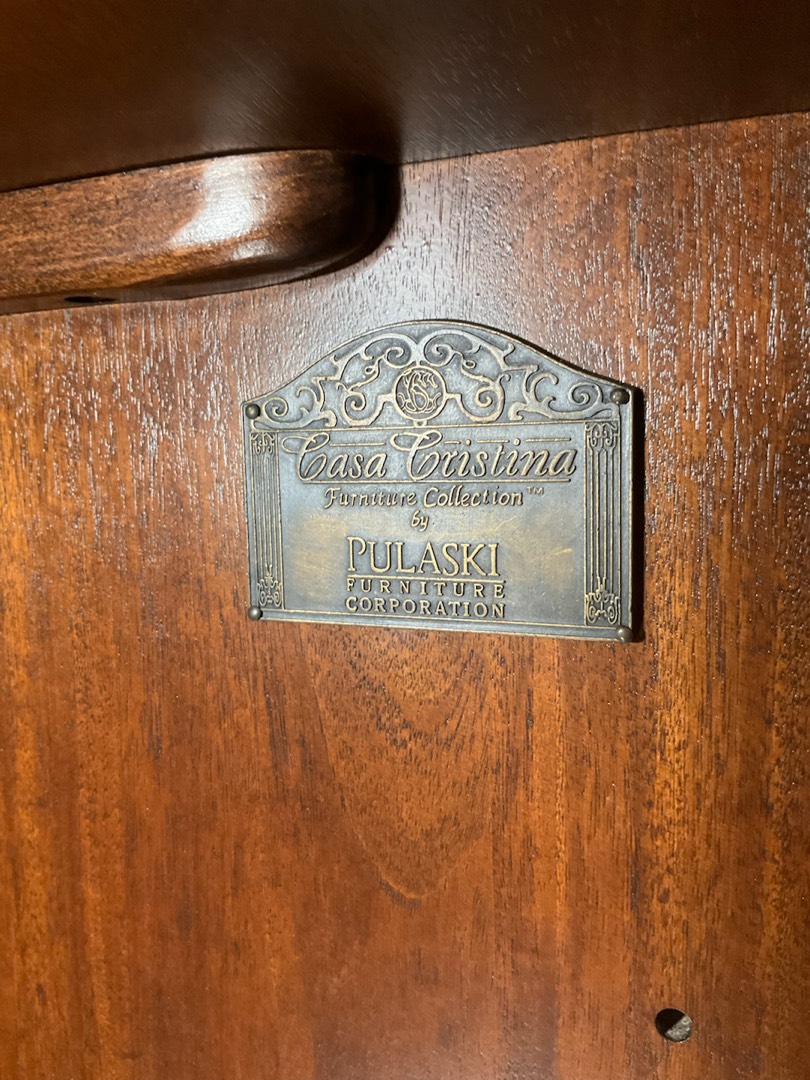 Casa Cristina
Furniture Collection™
by
PULASKI
FURNITURE
CORPORATION